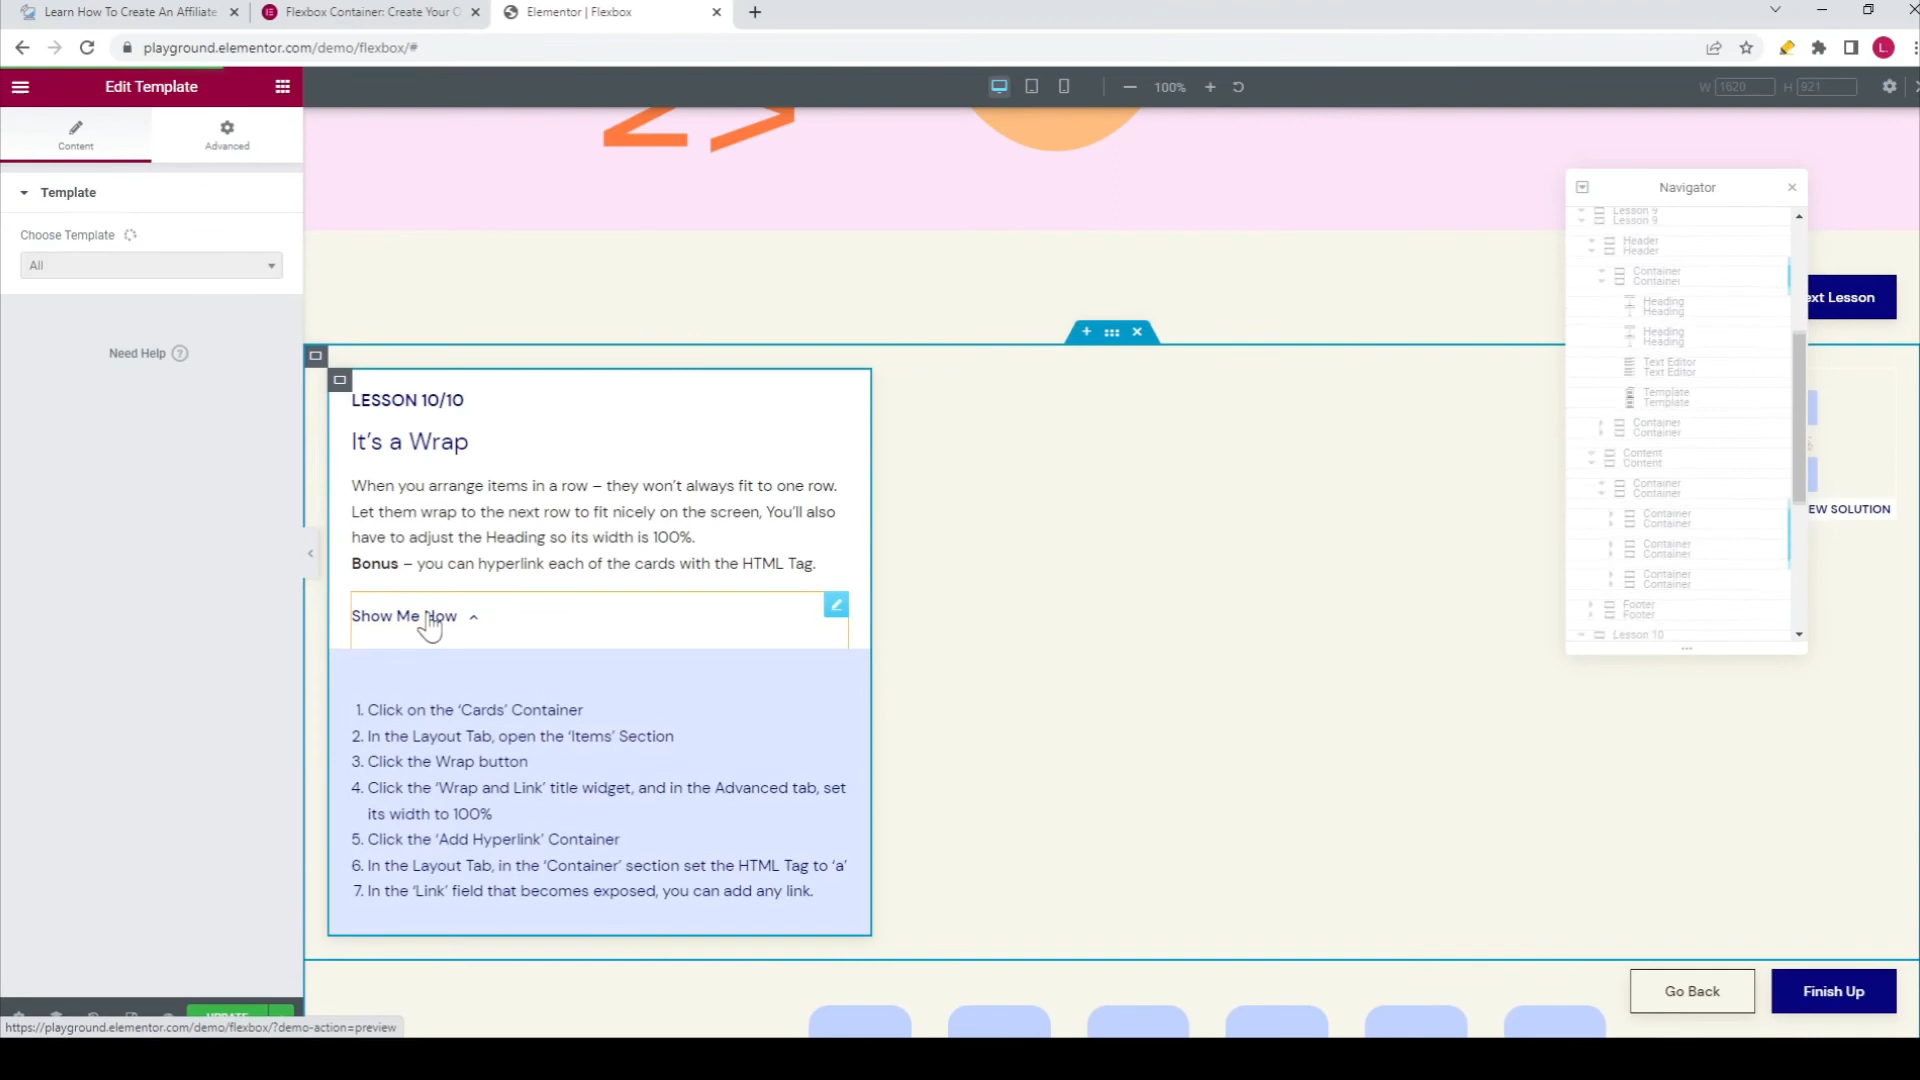 Learn How To Create An Affiliate
Flexbox Container: Create Your
Elementor | Flexbox
playground.elementor.com/demo/flexbox/#
L
Edit Template
100%
W 1620 H 921
Content
Advanced
Template
Choose Template
All
Need Help ?
Navigator
Lesson 9
Lesson 9
Header
Header
Container
Container
Heading
Heading
Heading
Heading
Text Editor
Text Editor
Template
Template
Container
Container
Content
Content
Container
Container
Container
Container
Container
Container
Container
Container
Footer
Footer
Lesson 10
ext Lesson
EW SOLUTION
LESSON 10/10
It's a Wrap
When you arrange items in a row – they won't always fit to one row.
Let them wrap to the next row to fit nicely on the screen, You'll also
have to adjust the Heading so its width is 100%.
Bonus – you can hyperlink each of the cards with the HTML Tag.
Show Me How
1. Click on the 'Cards' Container
2. In the Layout Tab, open the 'Items' Section
3. Click the Wrap button
4. Click the 'Wrap and Link' title widget, and in the Advanced tab, set
its width to 100%
5. Click the 'Add Hyperlink' Container
6. In the Layout Tab, in the 'Container' section set the HTML Tag to 'a'
7. In the 'Link' field that becomes exposed, you can add any link.
Go Back
Finish Up
UPDATE
https://playground.elementor.com/demo/flexbox/?demo-action=preview